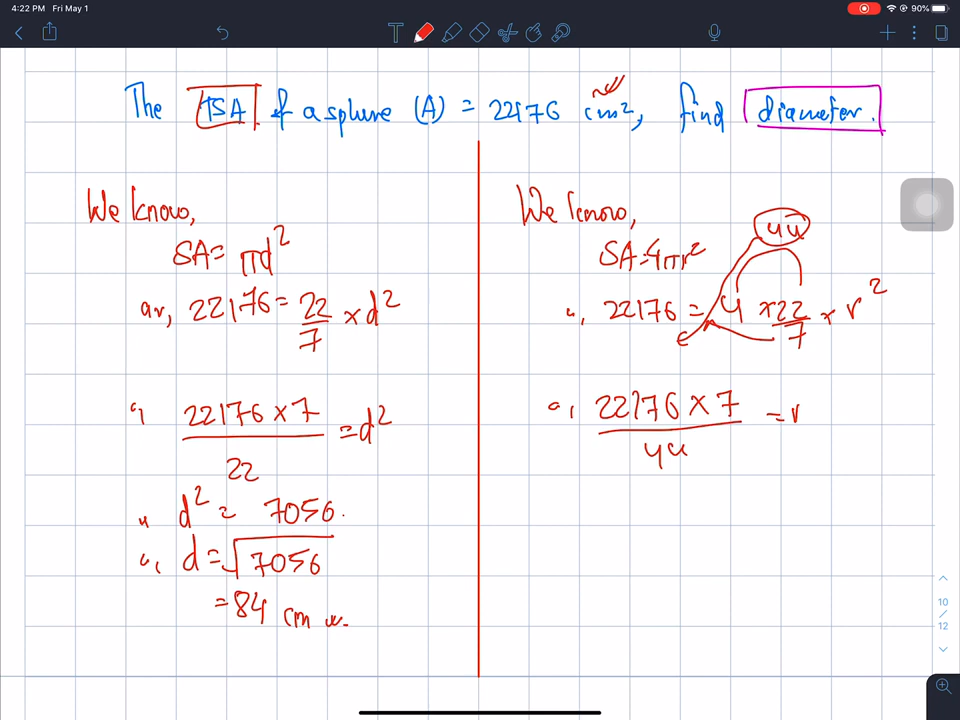 4:22 PM Fri May 1 90%
The TSA of a sphere (A) = 22176 cm², find diameter.
We know,
SA = πd²
or, 22176 = 22/7 × d²
22176 × 7 / 22 = d²
d² = 7056.
d = √7056
= 84 cm
We know,
SA = 4πr²
44
22176 = 4 × 22/7 × r²
22176 × 7 / 44 = r
10
/
12